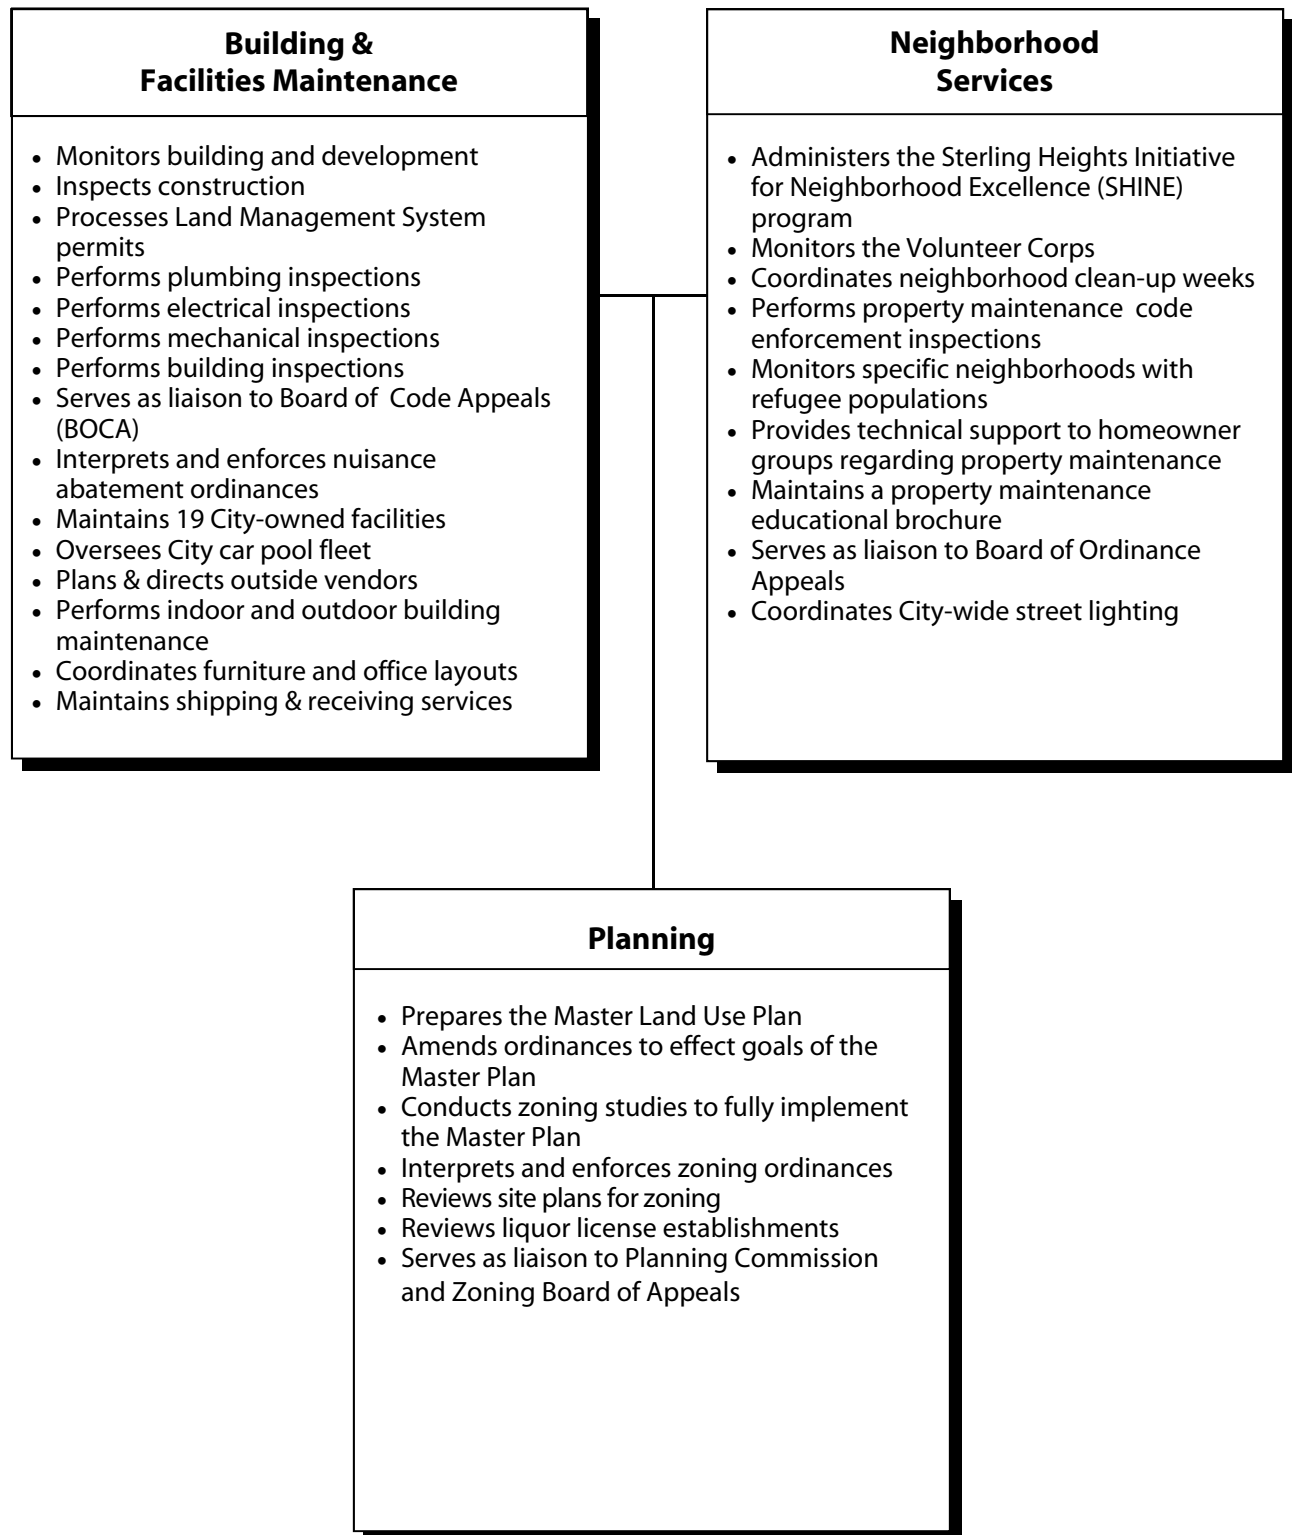 Building &
Facilities Maintenance
• Monitors building and development
• Inspects construction
• Processes Land Management System
permits
• Performs plumbing inspections
• Performs electrical inspections
• Performs mechanical inspections
• Performs building inspections
• Serves as liaison to Board of  Code Appeals
(BOCA)
• Interprets and enforces nuisance
abatement ordinances
• Maintains 19 City-owned facilities
• Oversees City car pool fleet
• Plans & directs outside vendors
• Performs indoor and outdoor building
maintenance
• Coordinates furniture and office layouts
• Maintains shipping & receiving services
Neighborhood
Services
• Administers the Sterling Heights Initiative
for Neighborhood Excellence (SHINE)
program
• Monitors the Volunteer Corps
• Coordinates neighborhood clean-up weeks
• Performs property maintenance  code
enforcement inspections
• Monitors specific neighborhoods with
refugee populations
• Provides technical support to homeowner
groups regarding property maintenance
• Maintains a property maintenance
educational brochure
• Serves as liaison to Board of Ordinance
Appeals
• Coordinates City-wide street lighting
Planning
• Prepares the Master Land Use Plan
• Amends ordinances to effect goals of the
Master Plan
• Conducts zoning studies to fully implement
the Master Plan
• Interprets and enforces zoning ordinances
• Reviews site plans for zoning
• Reviews liquor license establishments
• Serves as liaison to Planning Commission
and Zoning Board of Appeals